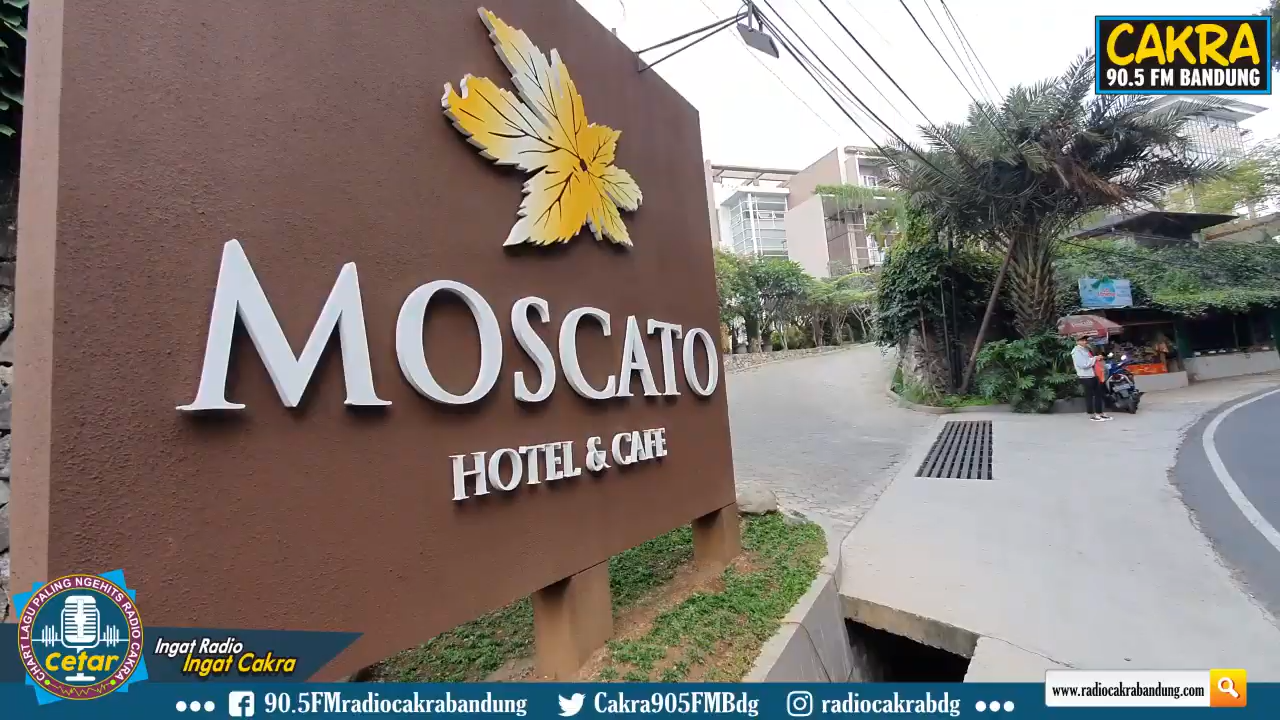 CAKRA
90.5 FM BANDUNG
MOSCATO
HOTEL & CAFE
CHART LAGU PALING NGEHITS RADIO CAKRA
Cetar
Ingat Radio
Ingat Cakra
90.5FMradiocakrabandung
Cakra905FMBdg
radiocakrabdg
www.radiocakrabandung.com